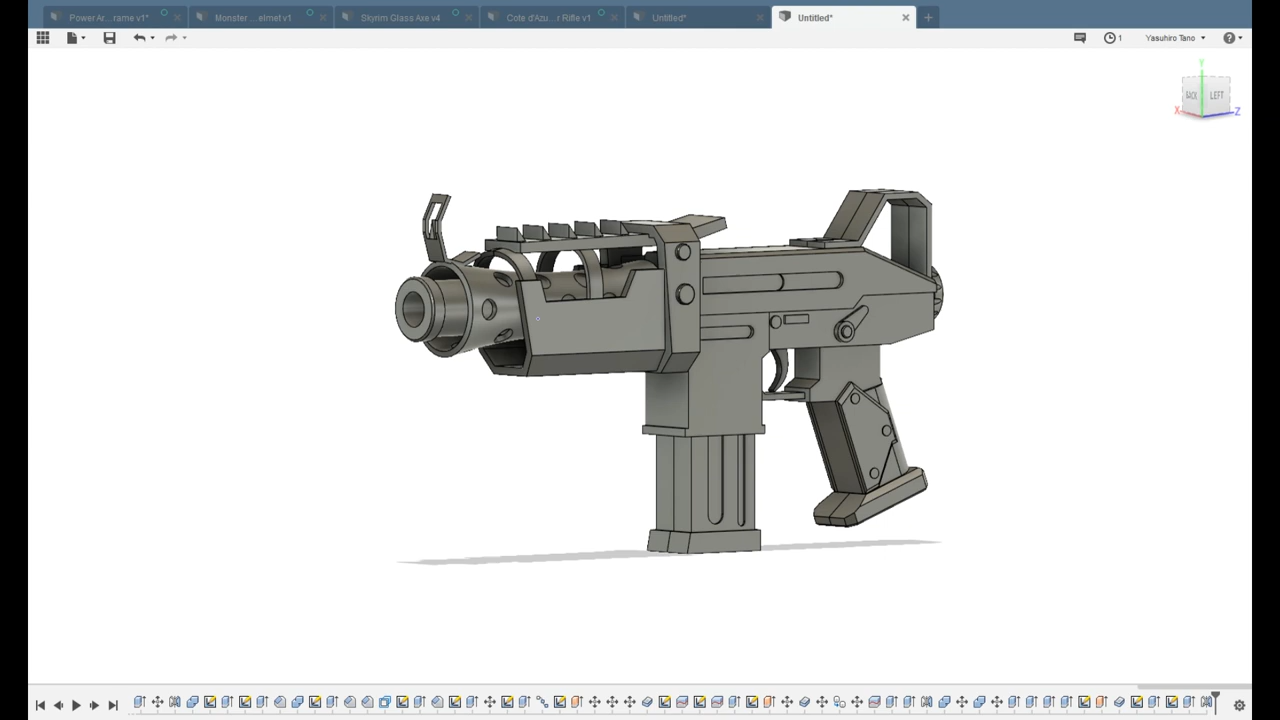 Power Ar...rame v1*
Monster ...elmet v1
Skyrim Glass Axe v4
Cote d'Azu...r Rifle v1
Untitled*
Untitled*
1
Yasuhiro Tano
Y
BACK
LEFT
X
Z